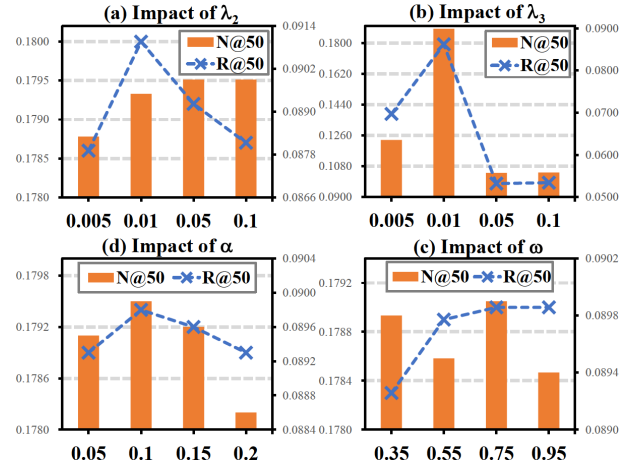 (a) Impact of λ2
0.1800
0.1795
0.1790
0.1785
0.1780
N@50
R@50
0.0914
0.0902
0.0890
0.0878
0.0866
0.005 0.01 0.05 0.1
(b) Impact of λ3
0.1800
0.1620
0.1440
0.1260
0.1080
0.0900
N@50
R@50
0.0900
0.0800
0.0700
0.0600
0.0500
0.005 0.01 0.05 0.1
(d) Impact of α
0.1798
0.1792
0.1786
0.1780
N@50 R@50
0.0904
0.0900
0.0896
0.0892
0.0888
0.0884
0.05 0.1 0.15 0.2
(c) Impact of ω
0.1792
0.1788
0.1784
0.1780
N@50 R@50
0.0902
0.0898
0.0894
0.0890
0.35 0.55 0.75 0.95